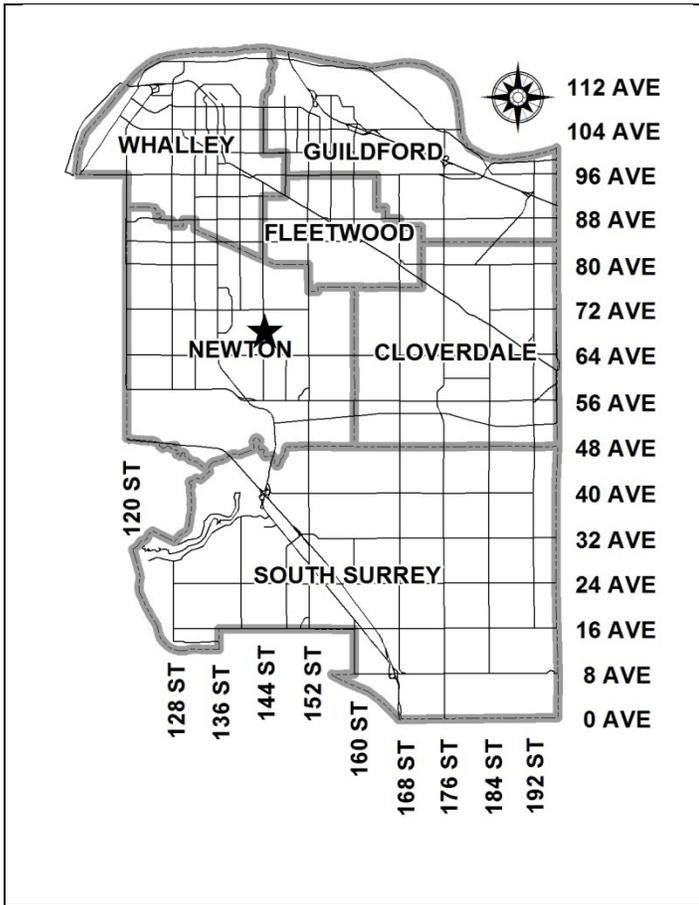 112 AVE
104 AVE
WHALLEY
GUILDFORD
96 AVE
88 AVE
FLEETWOOD
80 AVE
72 AVE
NEWTON
CLOVERDALE
64 AVE
56 AVE
48 AVE
120 ST
40 AVE
32 AVE
SOUTH SURREY
24 AVE
16 AVE
8 AVE
0 AVE
128 ST
136 ST
144 ST
152 ST
160 ST
168 ST
176 ST
184 ST
192 ST